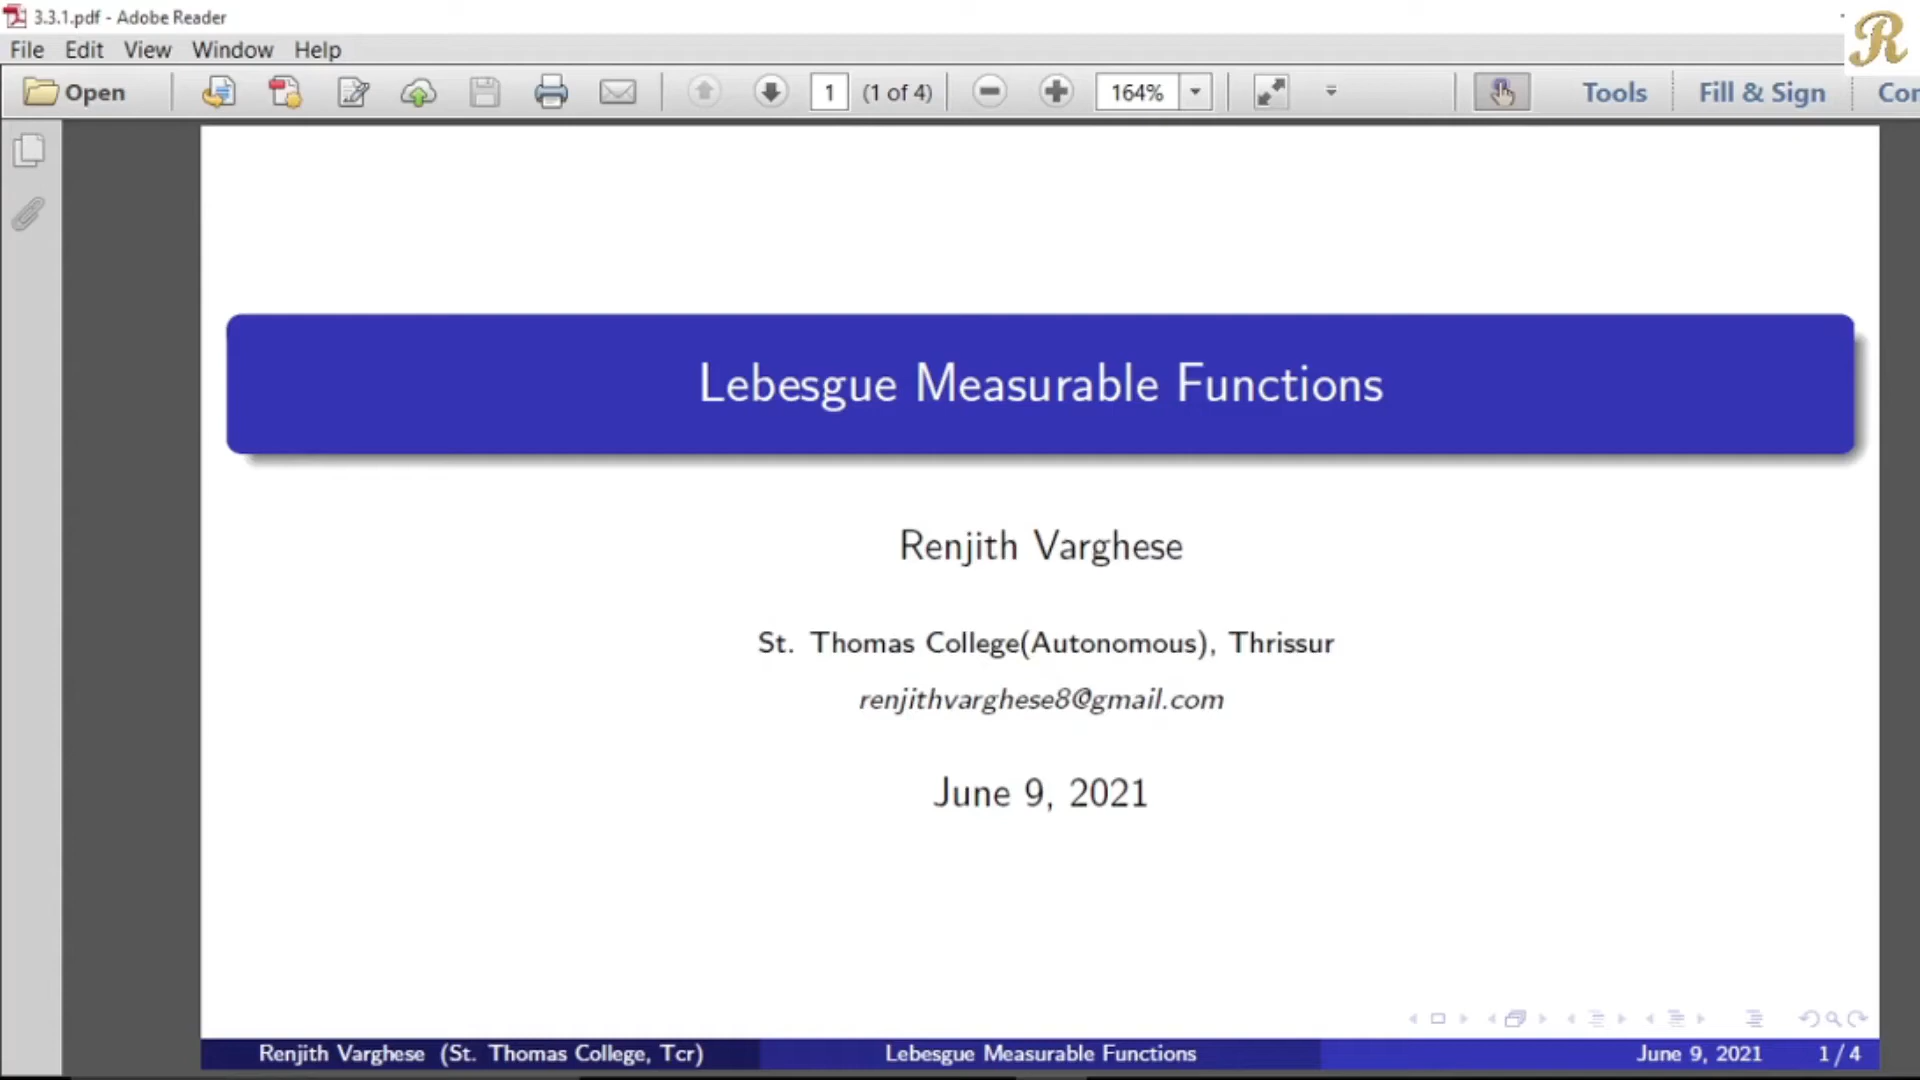 3.3.1.pdf - Adobe Reader
File Edit View Window Help
R
Open 1 (1 of 4) 164% Tools Fill & Sign
Lebesgue Measurable Functions
Renjith Varghese
St. Thomas College(Autonomous), Thrissur
renjithvarghese8@gmail.com
June 9, 2021
Renjith Varghese (St. Thomas College, Tcr) Lebesgue Measurable Functions June 9, 2021 1 / 4